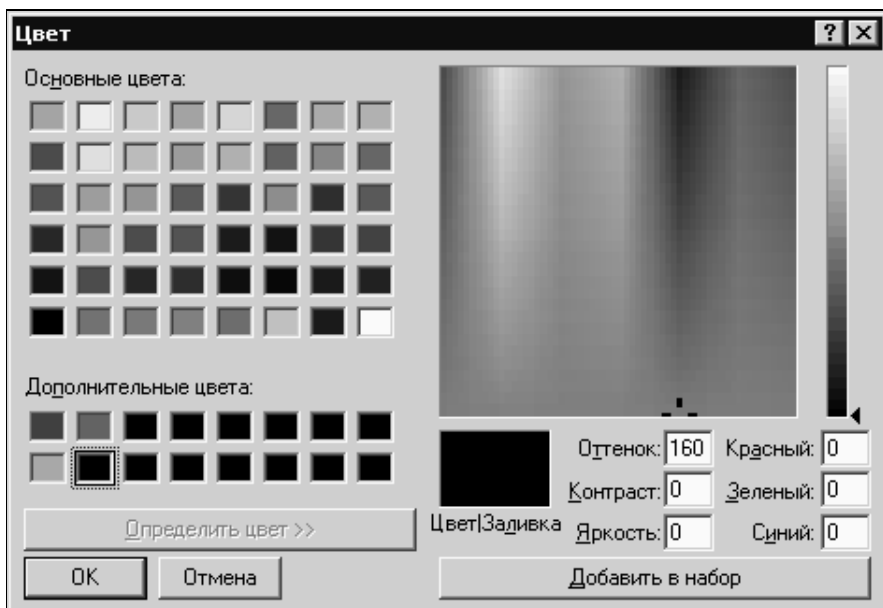 Цвет
Основные цвета:
Дополнительные цвета:
Определить цвет >>
OK
Отмена
Цвет|Заливка
Оттенок: 160
Контраст: 0
Яркость: 0
Красный: 0
Зеленый: 0
Синий: 0
Добавить в набор